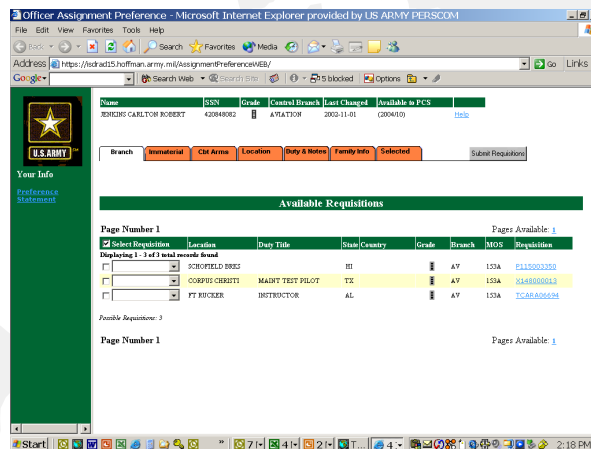 Officer Assignment Preference - Microsoft Internet Explorer provided by US ARMY PERSCOM
File Edit View Favorites Tools Help
Back Search Favorites Media
Address https://isdrad15.hoffman.army.mil/AssignmentPreferenceWEB/ Go Links
Google Search Web Search Site 5 blocked Options
Name SSN Grade Control Branch Last Changed Available to PCS
JENKINS CARLTON ROBERT 420848082 AVIATION 2002-11-01 (2004/10) Help
U.S.ARMY
Branch Immaterial Cbt Arms Location Duty & Notes Family Info Selected Submit Requisitions
Your Info
Preference
Statement
Available Requisitions
Page Number 1 Pages Available: 1
Select Requisition Location Duty Title State Country Grade Branch MOS Requisition
Displaying 1 - 3 of 3 total records found
SCHOFIELD BRKS HI AV 153A P115003350
CORPUS CHRISTI MAINT TEST PILOT TX AV 153A X148000013
FT RUCKER INSTRUCTOR AL AV 153A TCARA06694
Possible Requisitions: 3
Page Number 1 Pages Available: 1
Start 2:18 PM